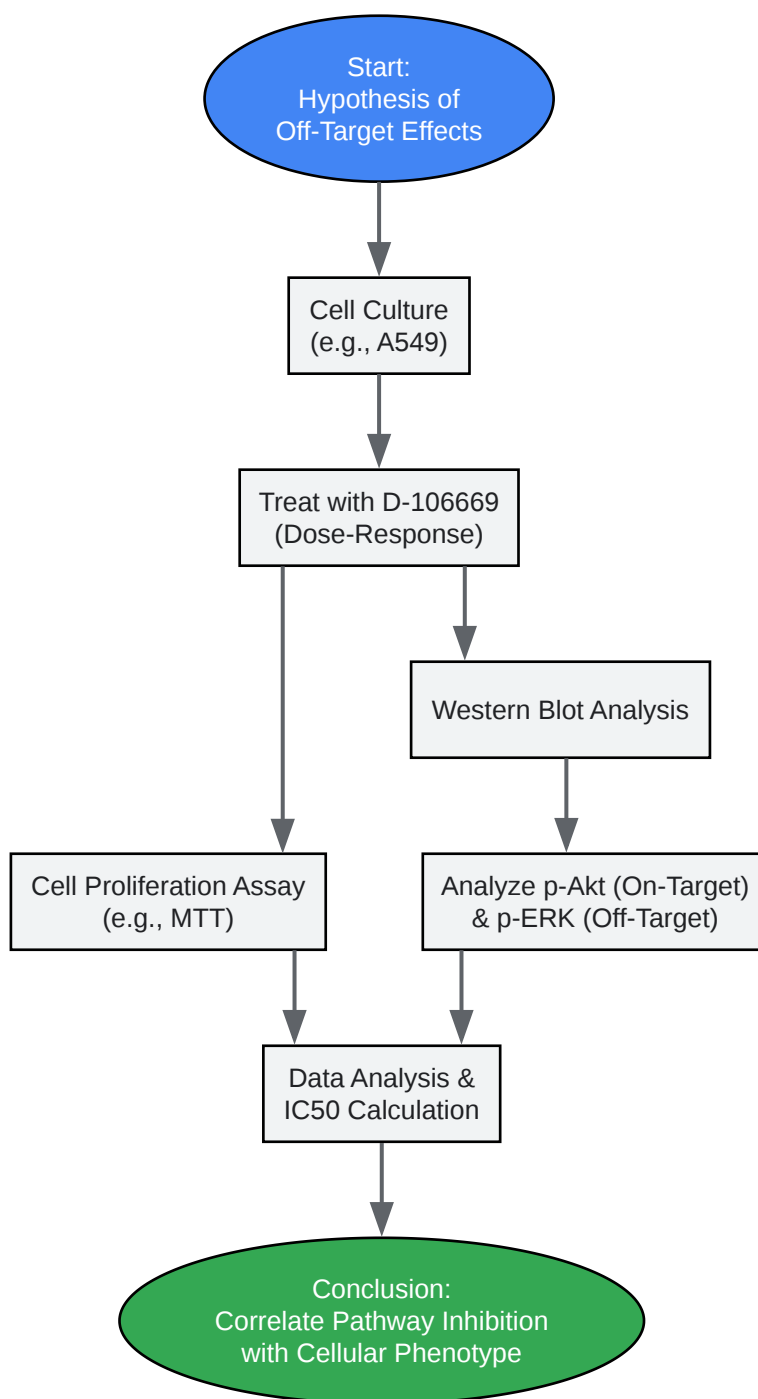 Start:
Hypothesis of
Off-Target Effects
Cell Culture
(e.g., A549)
Treat with D-106669
(Dose-Response)
Western Blot Analysis
Cell Proliferation Assay
(e.g., MTT)
Analyze p-Akt (On-Target)
& p-ERK (Off-Target)
Data Analysis &
IC50 Calculation
Conclusion:
Correlate Pathway Inhibition
with Cellular Phenotype